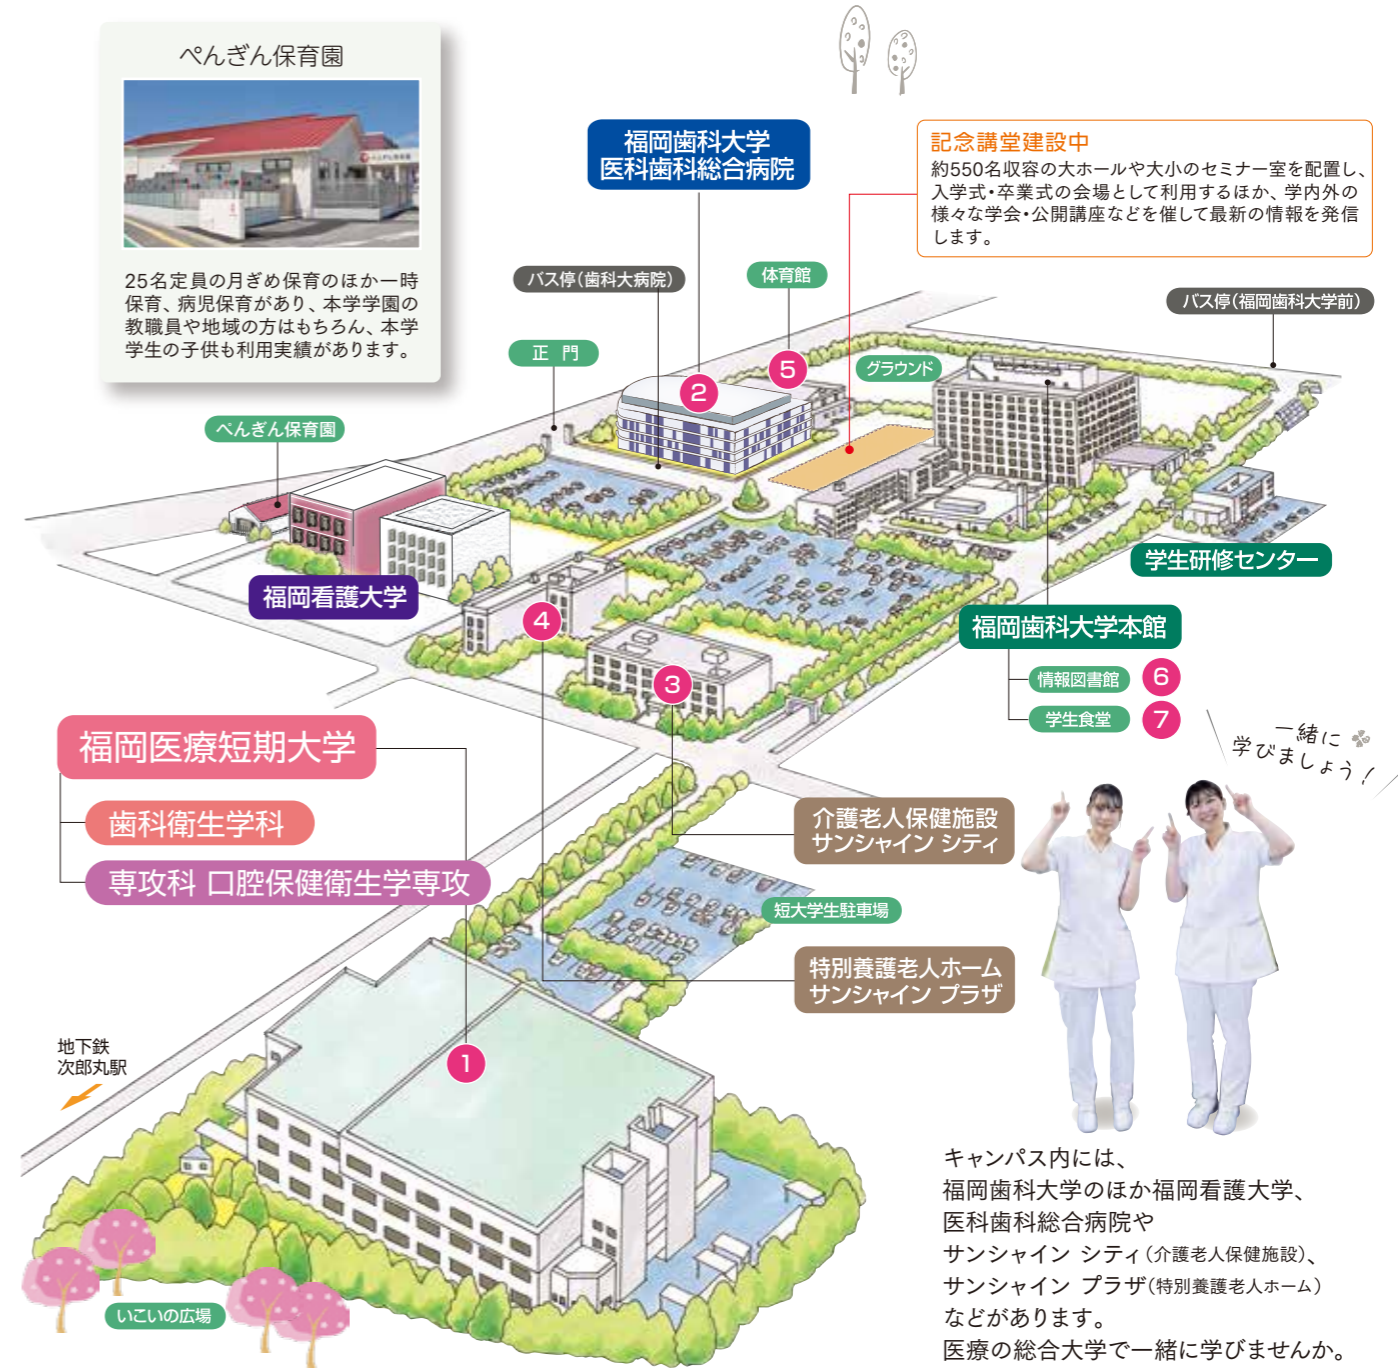 ぺんぎん保育園
25名定員の月ぎめ保育のほか一時
保育、病児保育があり、本学学園の
教職員や地域の方はもちろん、本学
学生の子供も利用実績があります。
福岡歯科大学
医科歯科総合病院
記念講堂建設中
約550名収容の大ホールや大小のセミナー室を配置し、
入学式・卒業式の会場として利用するほか、学内外の
様々な学会・公開講座などを催して最新の情報を発信
します。
バス停(歯科大病院)
体育館
バス停(福岡歯科大学前)
正門
5
グラウンド
2
ぺんぎん保育園
学生研修センター
福岡看護大学
4
福岡歯科大学本館
3
情報図書館
6
学生食堂
7
一緒に
学びましょう!
福岡医療短期大学
歯科衛生学科
専攻科 口腔保健衛生学専攻
介護老人保健施設
サンシャイン シティ
短大学生駐車場
特別養護老人ホーム
サンシャイン プラザ
地下鉄
次郎丸駅
1
いこいの広場
キャンパス内には、
福岡歯科大学のほか福岡看護大学、
医科歯科総合病院や
サンシャイン シティ(介護老人保健施設)、
サンシャイン プラザ(特別養護老人ホーム)
などがあります。
医療の総合大学で一緒に学びませんか。